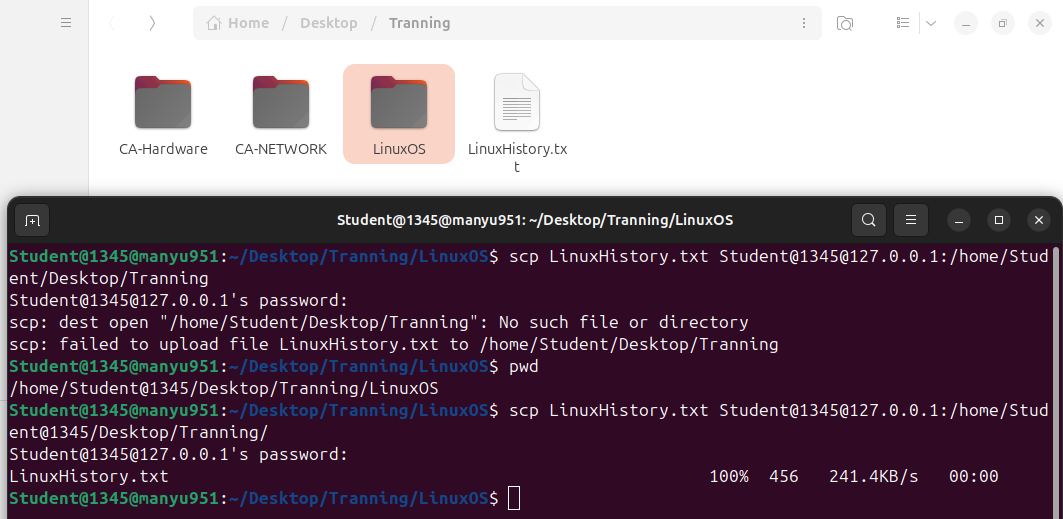 Home / Desktop / Tranning
CA-Hardware
CA-NETWORK
LinuxOS
LinuxHistory.tx
t
Student@1345@manyu951: ~/Desktop/Tranning/LinuxOS
Student@1345@manyu951:~/Desktop/Tranning/LinuxOS$ scp LinuxHistory.txt Student@1345@127.0.0.1:/home/Stud
ent/Desktop/Tranning
Student@1345@127.0.0.1's password:
scp: dest open "/home/Student/Desktop/Tranning": No such file or directory
scp: failed to upload file LinuxHistory.txt to /home/Student/Desktop/Tranning
Student@1345@manyu951:~/Desktop/Tranning/LinuxOS$ pwd
/home/Student@1345/Desktop/Tranning/LinuxOS
Student@1345@manyu951:~/Desktop/Tranning/LinuxOS$ scp LinuxHistory.txt Student@1345@127.0.0.1:/home/Stud
ent@1345/Desktop/Tranning/
Student@1345@127.0.0.1's password:
LinuxHistory.txt 100% 456 241.4KB/s 00:00
Student@1345@manyu951:~/Desktop/Tranning/LinuxOS$